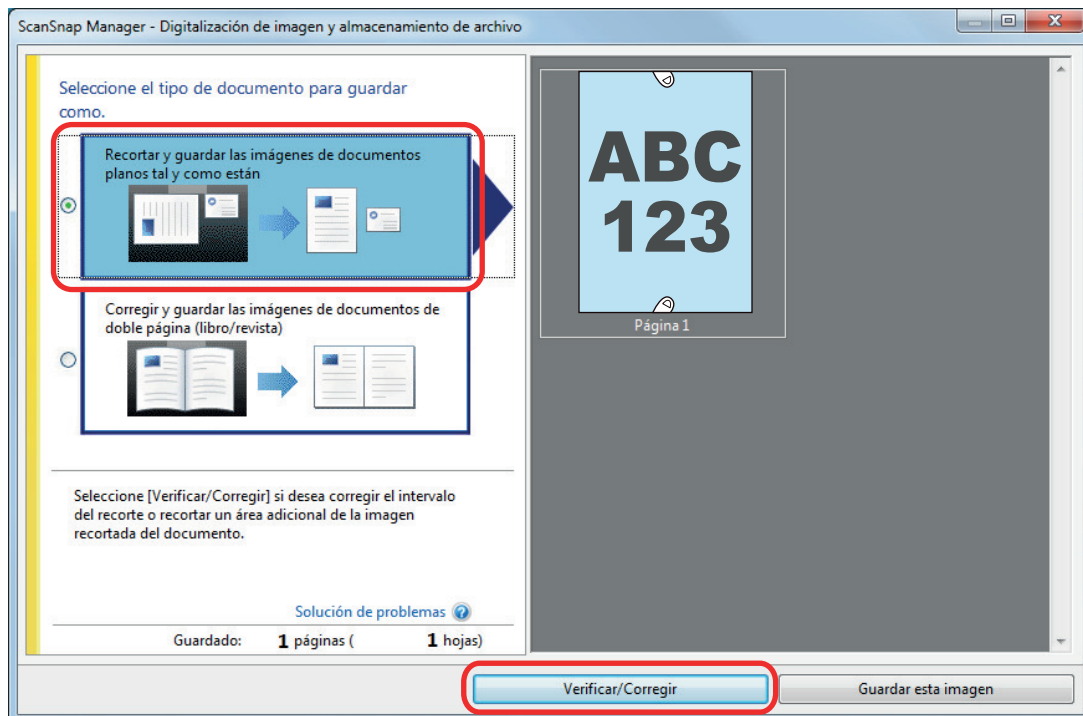 ScanSnap Manager - Digitalización de imagen y almacenamiento de archivo
Seleccione el tipo de documento para guardar
como.
Recortar y guardar las imágenes de documentos
planos tal y como están
Corregir y guardar las imágenes de documentos de
doble página (libro/revista)
Seleccione [Verificar/Corregir] si desea corregir el intervalo
del recorte o recortar un área adicional de la imagen
recortada del documento.
Solución de problemas
Guardado: 1 páginas ( 1 hojas)
ABC
123
Página 1
Verificar/Corregir
Guardar esta imagen